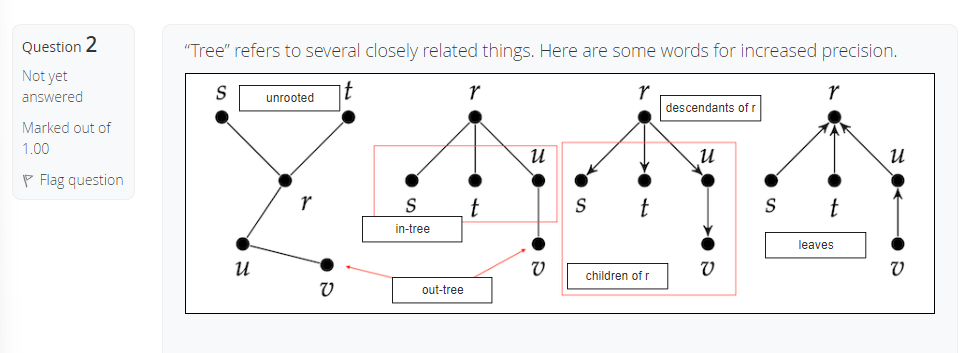 Question 2
Not yet
answered
Marked out of
1.00
Flag question
“Tree” refers to several closely related things. Here are some words for increased precision.
s
unrooted
t
r
u
v
r
s
t
u
v
in-tree
out-tree
r
descendants of r
s
t
u
v
children of r
r
s
t
u
v
leaves